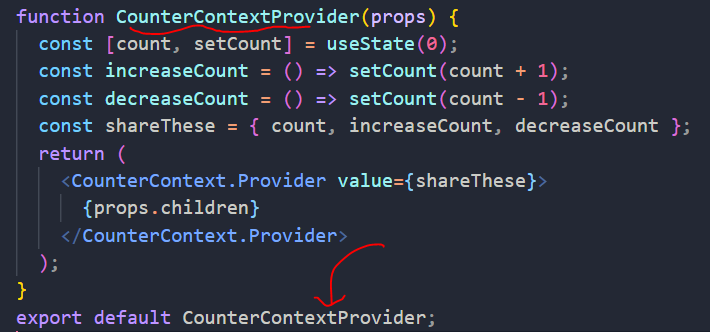 function CounterContextProvider(props) {
const [count, setCount] = useState(0);
const increaseCount = () => setCount(count + 1);
const decreaseCount = () => setCount(count - 1);
const shareThese = { count, increaseCount, decreaseCount };
return (
<CounterContext.Provider value={shareThese}>
{props.children}
</CounterContext.Provider>
);
}
export default CounterContextProvider;